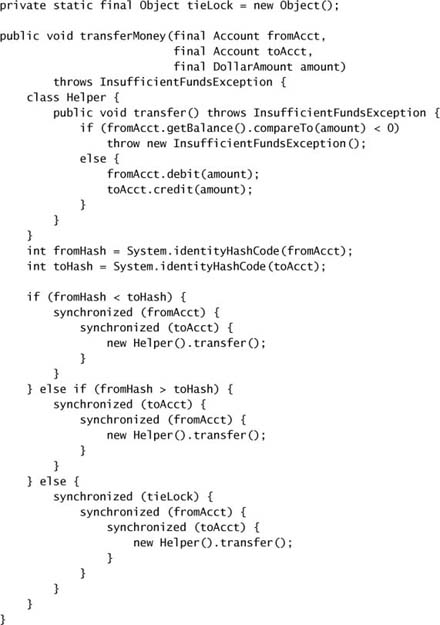 private static final Object tieLock = new Object();

public void transferMoney(final Account fromAcct,
                          final Account toAcct,
                          final DollarAmount amount)
        throws InsufficientFundsException {
    class Helper {
        public void transfer() throws InsufficientFundsException {
            if (fromAcct.getBalance().compareTo(amount) < 0)
                throw new InsufficientFundsException();
            else {
                fromAcct.debit(amount);
                toAcct.credit(amount);
            }
        }
    }
    int fromHash = System.identityHashCode(fromAcct);
    int toHash = System.identityHashCode(toAcct);

    if (fromHash < toHash) {
        synchronized (fromAcct) {
            synchronized (toAcct) {
                new Helper().transfer();
            }
        }
    } else if (fromHash > toHash) {
        synchronized (toAcct) {
            synchronized (fromAcct) {
                new Helper().transfer();
            }
        }
    } else {
        synchronized (tieLock) {
            synchronized (fromAcct) {
                synchronized (toAcct) {
                    new Helper().transfer();
                }
            }
        }
    }
}